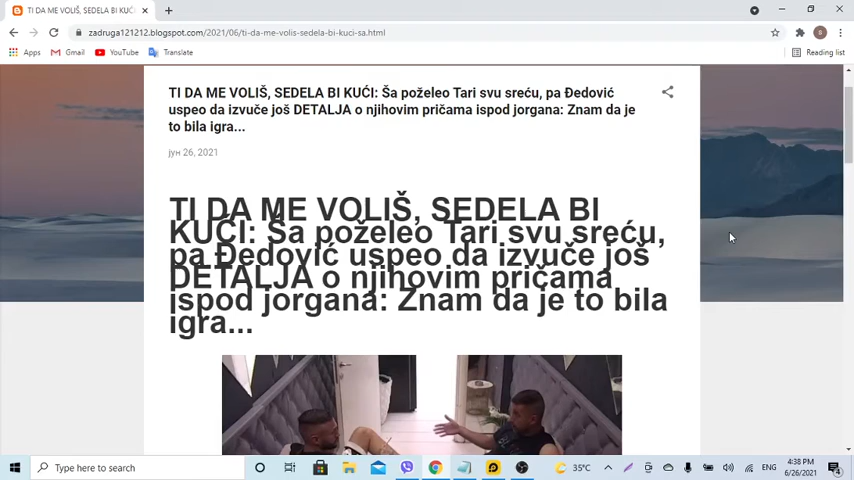 TI DA ME VOLIŠ, SEDELA BI KUĆI
zadruga121212.blogspot.com/2021/06/ti-da-me-volis-sedela-bi-kuci-sa.html
B
Apps
Gmail
YouTube
Translate
Reading list
TI DA ME VOLIŠ, SEDELA BI KUĆI: Ša poželeo Tari svu sreću, pa Đedović
uspeo da izvuče još DETALJA o njihovim pričama ispod jorgana: Znam da je
to bila igra...
јун 26, 2021
TI DA ME VOLIŠ, SEDELA BI
KUĆI: Ša poželeo Tari svu sreću,
pa Đedović uspeo da izvuče još
DETALJA o njihovim pričama
ispod jorgana: Znam da je to bila
igra...
Type here to search
35°C
ENG
4:38 PM
6/26/2021
4